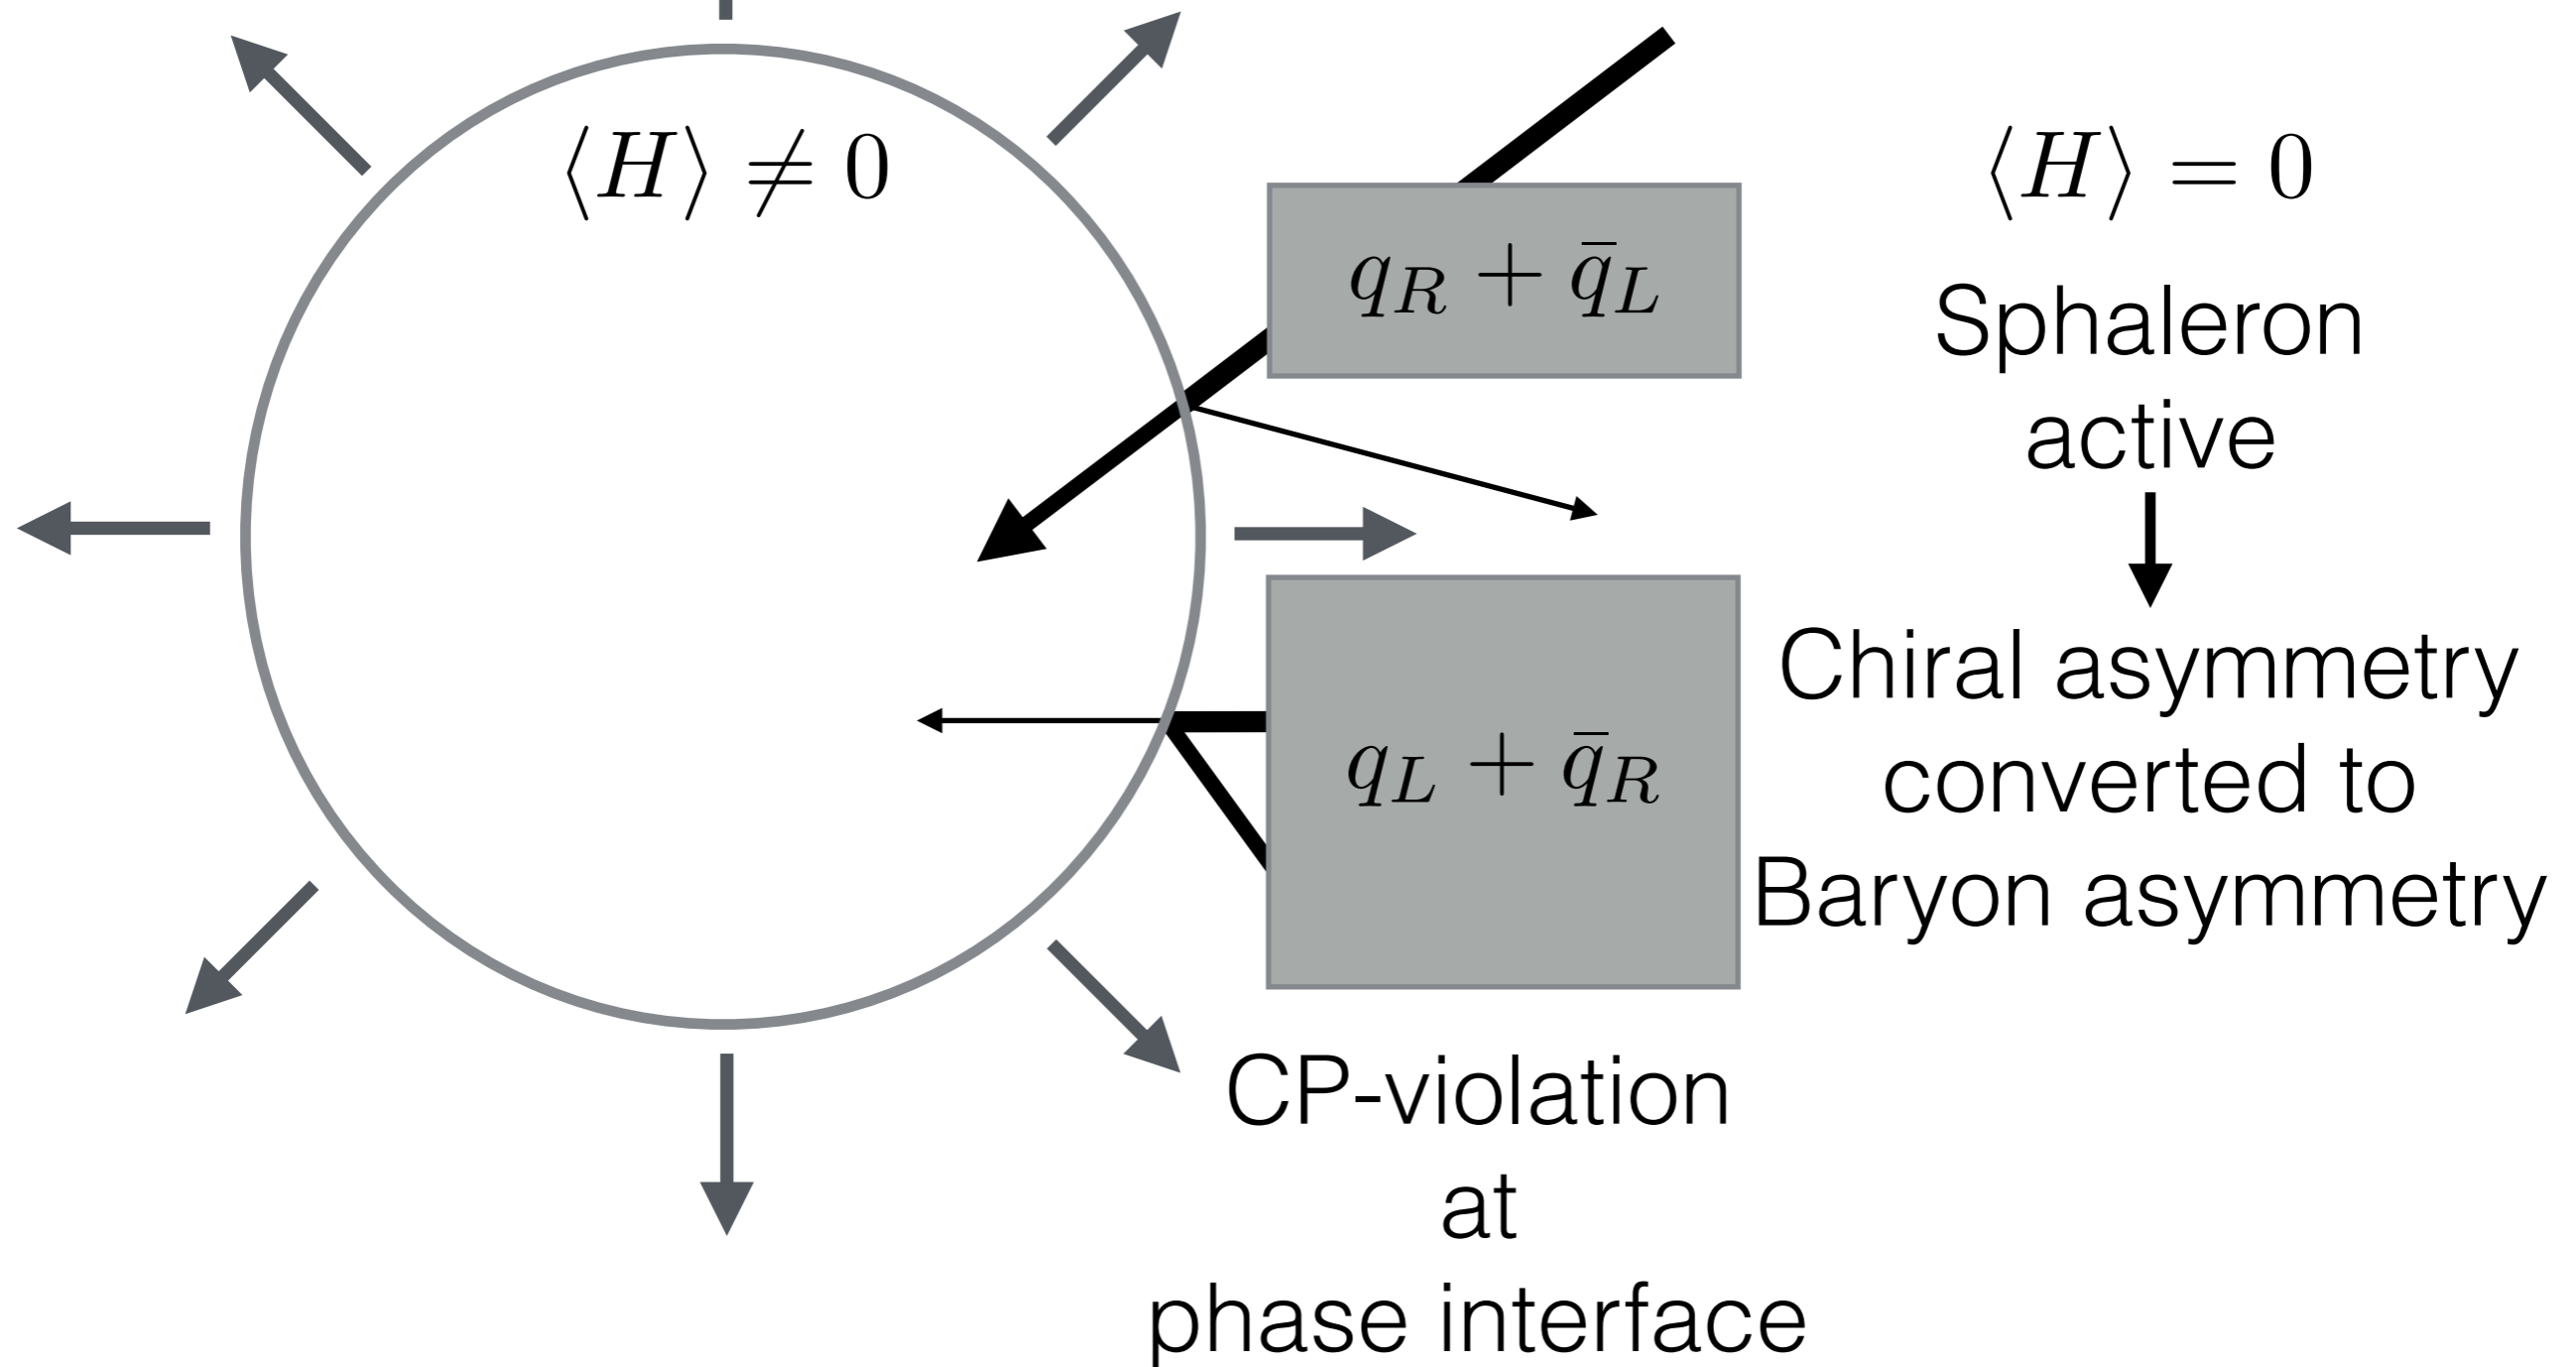 ⟨H⟩ ≠ 0
q_R + q̄_L
q_L + q̄_R
⟨H⟩ = 0
Sphaleron
active
Chiral asymmetry
converted to
Baryon asymmetry
CP-violation
at
phase interface